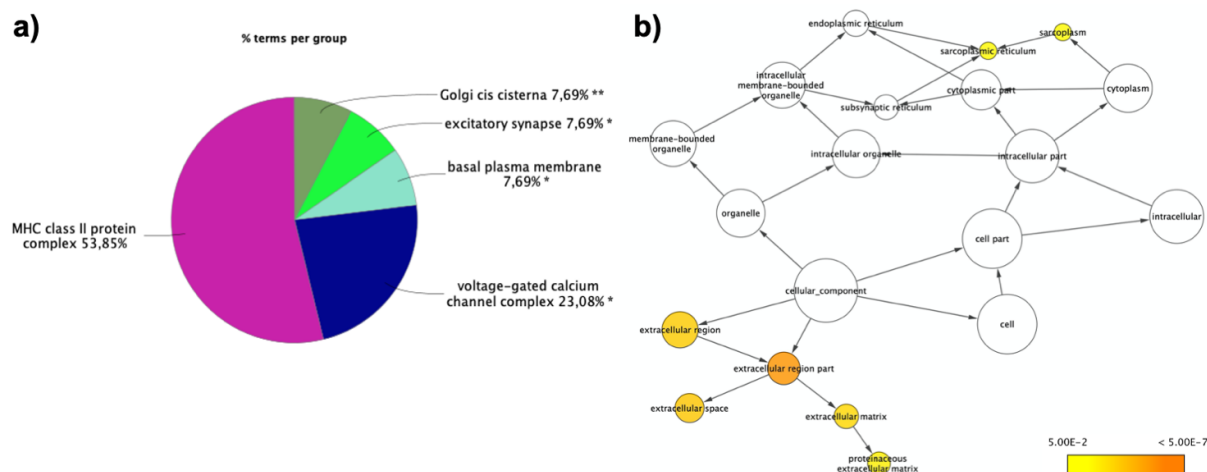 a)
% terms per group
Golgi cis cisterna 7,69% **
excitatory synapse 7,69% *
basal plasma membrane
7,69% *
MHC class II protein
complex 53,85%
voltage-gated calcium
channel complex 23,08% *
b)
endoplasmic reticulum
sarcoplasm
sarcoplasmic reticulum
intracellular
membrane-bounded
organelle
cytoplasmic part
cytoplasm
subsynaptic reticulum
membrane-bounded
organelle
intracellular organelle
intracellular part
organelle
intracellular
cell part
cellular_component
cell
extracellular region
extracellular region part
extracellular space
extracellular matrix
proteinaceous
extracellular matrix
5.00E-2
< 5.00E-7